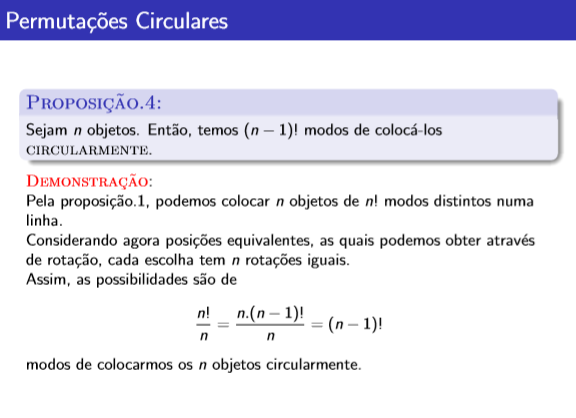 Permutações Circulares
Proposição.4:
Sejam n objetos. Então, temos (n − 1)! modos de colocá-los
circularmente.
Demonstração:
Pela proposição.1, podemos colocar n objetos de n! modos distintos numa
linha.
Considerando agora posições equivalentes, as quais podemos obter através
de rotação, cada escolha tem n rotações iguais.
Assim, as possibilidades são de
n!/n = n.(n − 1)!/n = (n − 1)!
modos de colocarmos os n objetos circularmente.